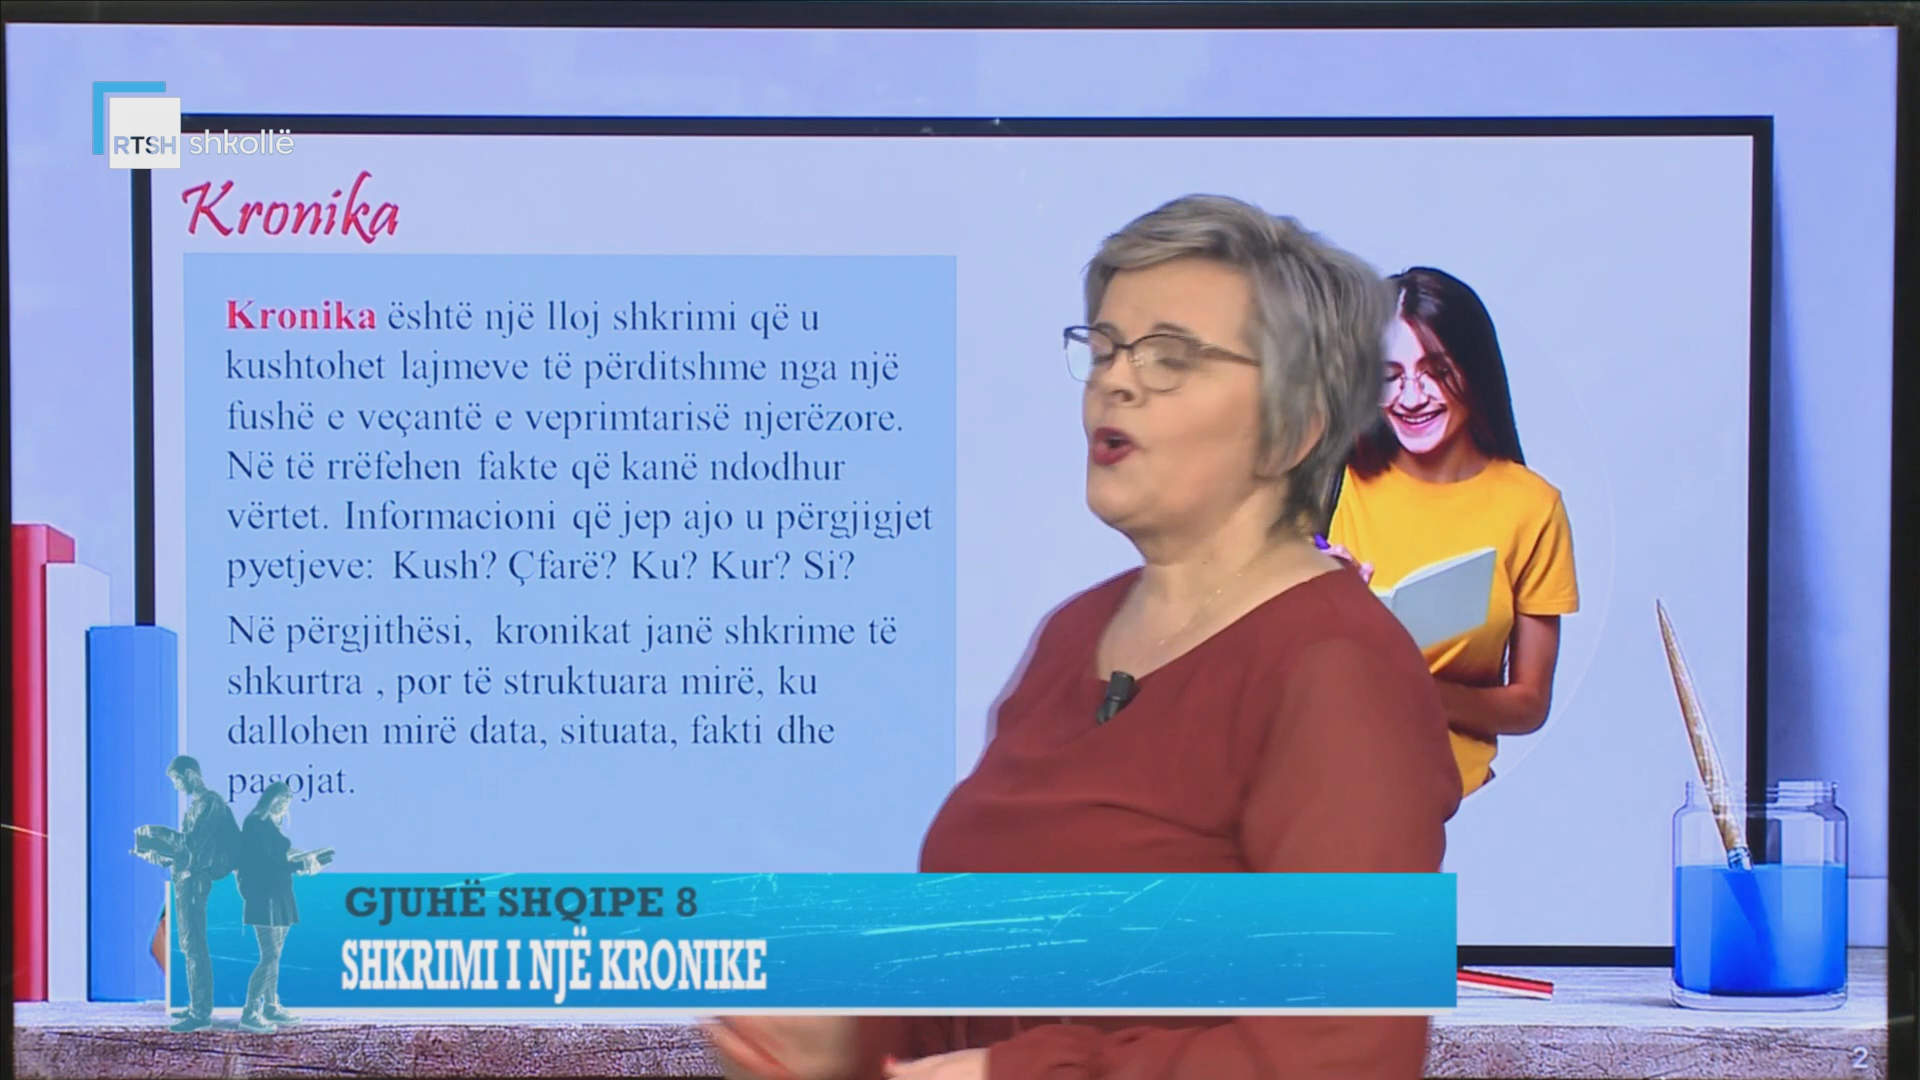 RTSH shkollë
Kronika
Kronika është një lloj shkrimi që u
kushtohet lajmeve të përditshme nga një
fushë e veçantë e veprimtarisë njerëzore.
Në të rrëfehen fakte që kanë ndodhur
vërtet. Informacioni që jep ajo u përgjigjet
pyetjeve: Kush? Çfarë? Ku? Kur? Si?
Në përgjithësi, kronikat janë shkrime të
shkurtra , por të struktuara mirë, ku
dallohen mirë data, situata, fakti dhe
pasojat.
GJUHË SHQIPE 8
SHKRIMI I NJË KRONIKE
2